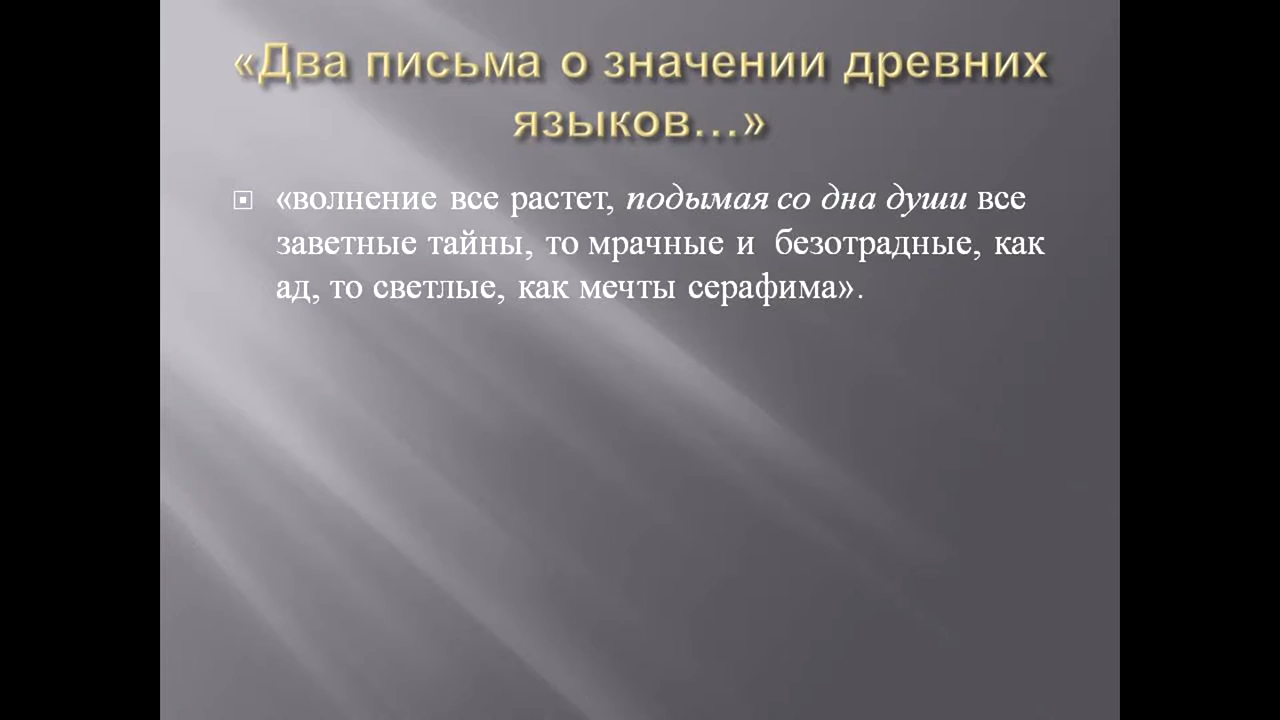 «Два письма о значении древних
языков…»
«волнение все растет, подымая со дна души все
заветные тайны, то мрачные и безотрадные, как
ад, то светлые, как мечты серафима».